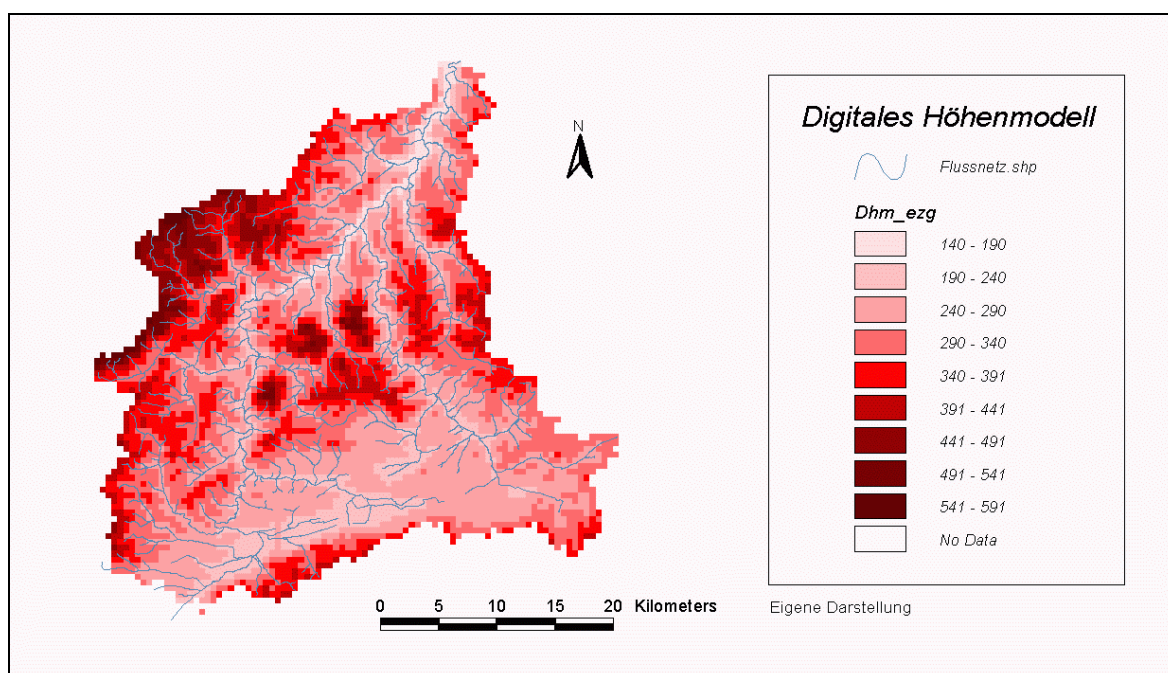 N
0 5 10 15 20 Kilometers
Digitales Höhenmodell
Flussnetz.shp
Dhm_ezg
140 - 190
190 - 240
240 - 290
290 - 340
340 - 391
391 - 441
441 - 491
491 - 541
541 - 591
No Data
Eigene Darstellung